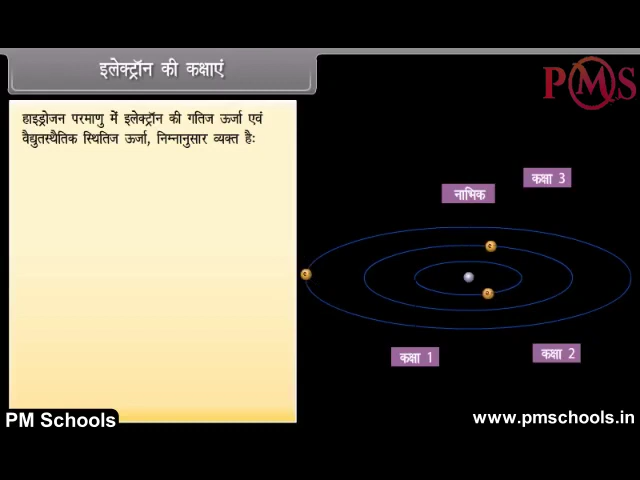 इलेक्ट्रॉन की कक्षाएं
PMS
हाइड्रोजन परमाणु में इलेक्ट्रॉन की गतिज ऊर्जा एवं
वैद्युतस्थैतिक स्थितिज ऊर्जा, निम्नानुसार व्यक्त है:
कक्षा 3
नाभिक
कक्षा 1
कक्षा 2
PM Schools
www.pmschools.in